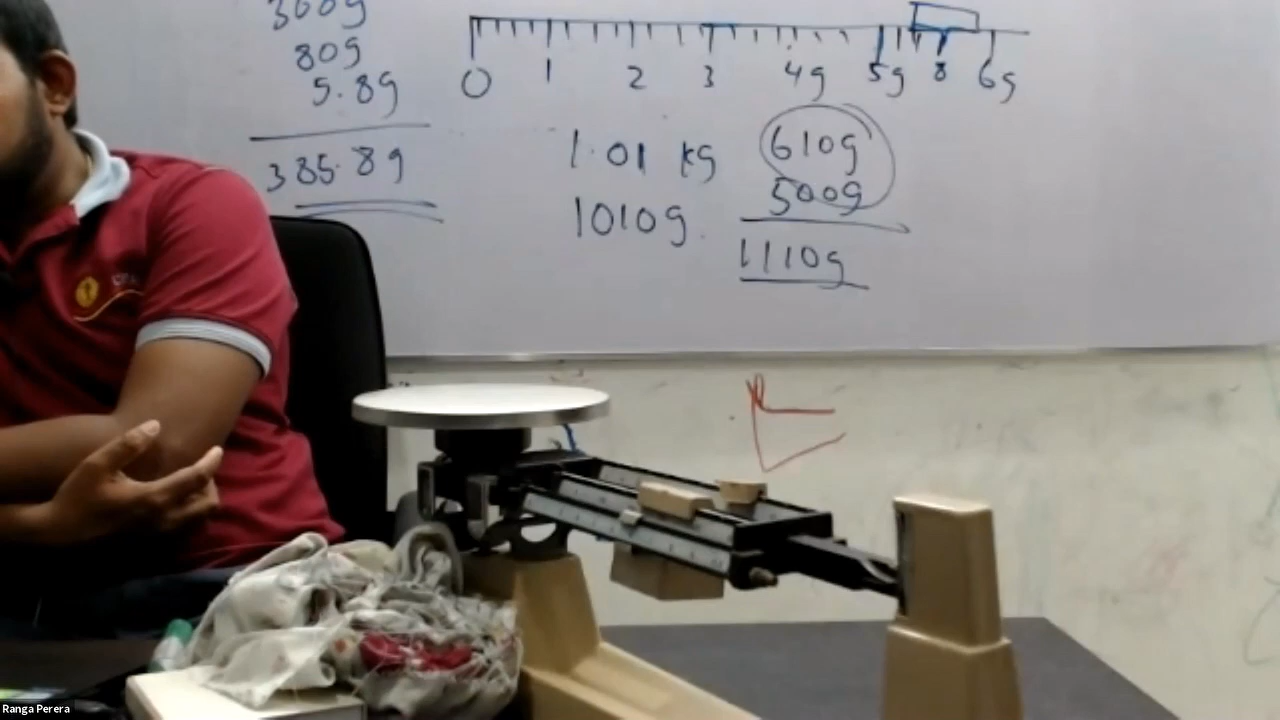 300g
80g
5.8g
385.8g
0 1 2 3 4g 5g 8 6g
1.01 kg
1010g.
610g
500g
1110g
Ranga Perera